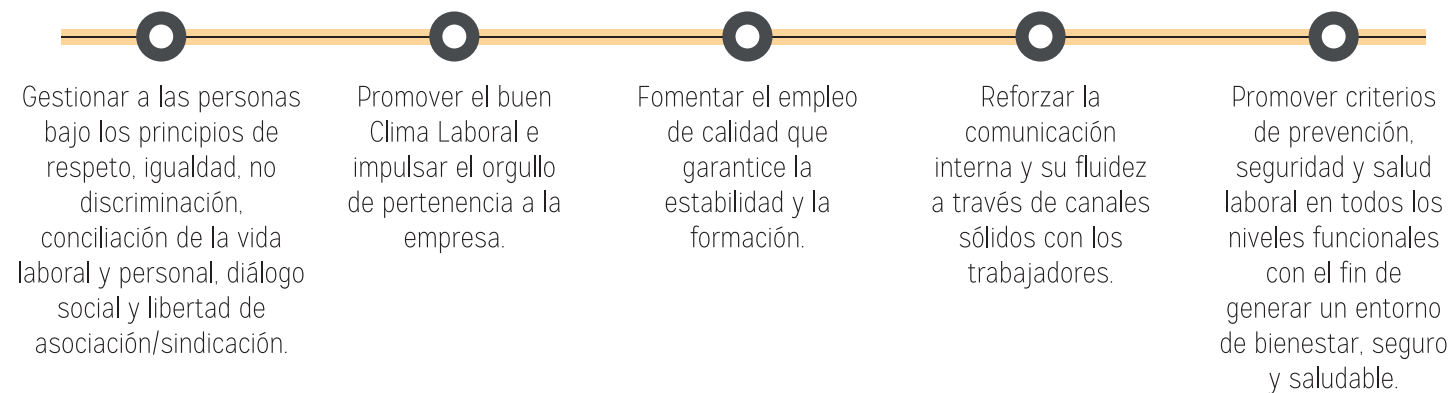 Gestionar a las personas
bajo los principios de
respeto, igualdad, no
discriminación,
conciliación de la vida
laboral y personal, diálogo
social y libertad de
asociación/sindicación.
Promover el buen
Clima Laboral e
impulsar el orgullo
de pertenencia a la
empresa.
Fomentar el empleo
de calidad que
garantice la
estabilidad y la
formación.
Reforzar la
comunicación
interna y su fluidez
a través de canales
sólidos con los
trabajadores.
Promover criterios
de prevención,
seguridad y salud
laboral en todos los
niveles funcionales
con el fin de
generar un entorno
de bienestar, seguro
y saludable.